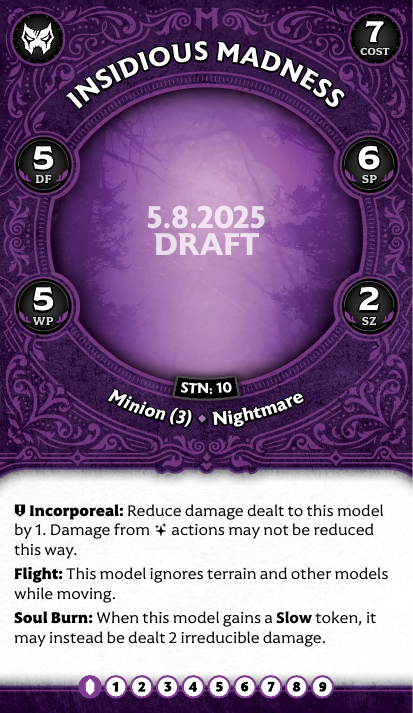 7
COST
INSIDIOUS MADNESS
5
DF
6
SP
5.8.2025
DRAFT
5
WP
2
SZ
STN: 10
Minion (3) ◆ Nightmare
Incorporeal: Reduce damage dealt to this model
by 1. Damage from actions may not be reduced
this way.
Flight: This model ignores terrain and other models
while moving.
Soul Burn: When this model gains a Slow token, it
may instead be dealt 2 irreducible damage.
1 2 3 4 5 6 7 8 9